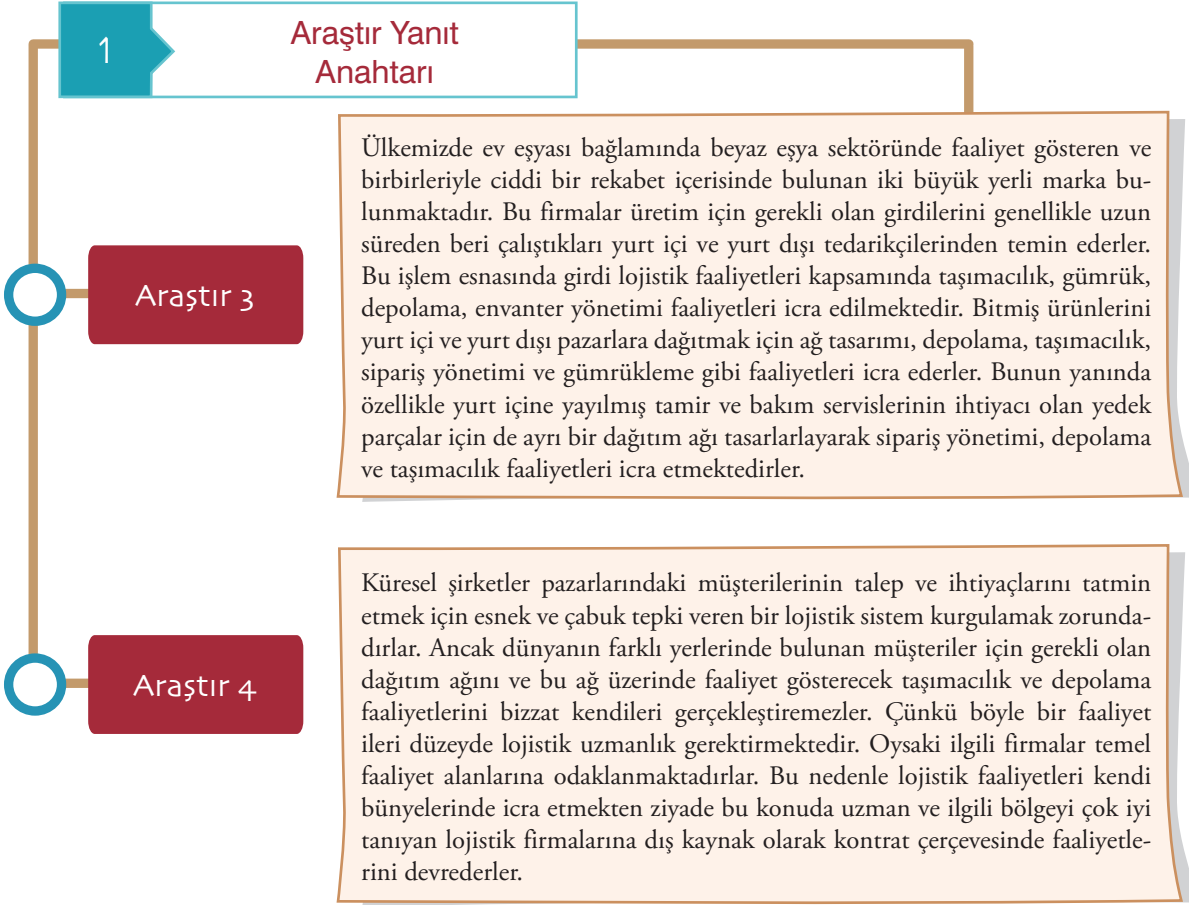 1
Araştır Yanıt
Anahtarı
Araştır 3
Ülkemizde ev eşyası bağlamında beyaz eşya sektöründe faaliyet gösteren ve
birbirleriyle ciddi bir rekabet içerisinde bulunan iki büyük yerli marka bu-
lunmaktadır. Bu firmalar üretim için gerekli olan girdilerini genellikle uzun
süreden beri çalıştıkları yurt içi ve yurt dışı tedarikçilerinden temin ederler.
Bu işlem esnasında girdi lojistik faaliyetleri kapsamında taşımacılık, gümrük,
depolama, envanter yönetimi faaliyetleri icra edilmektedir. Bitmiş ürünlerini
yurt içi ve yurt dışı pazarlara dağıtmak için ağ tasarımı, depolama, taşımacılık,
sipariş yönetimi ve gümrükleme gibi faaliyetleri icra ederler. Bunun yanında
özellikle yurt içine yayılmış tamir ve bakım servislerinin ihtiyacı olan yedek
parçalar için de ayrı bir dağıtım ağı tasarlarlayarak sipariş yönetimi, depolama
ve taşımacılık faaliyetleri icra etmektedirler.
Araştır 4
Küresel şirketler pazarlarındaki müşterilerinin talep ve ihtiyaçlarını tatmin
etmek için esnek ve çabuk tepki veren bir lojistik sistem kurgulamak zorunda-
dırlar. Ancak dünyanın farklı yerlerinde bulunan müşteriler için gerekli olan
dağıtım ağını ve bu ağ üzerinde faaliyet gösterecek taşımacılık ve depolama
faaliyetlerini bizzat kendileri gerçekleştiremezler. Çünkü böyle bir faaliyet
ileri düzeyde lojistik uzmanlık gerektirmektedir. Oysaki ilgili firmalar temel
faaliyet alanlarına odaklanmaktadırlar. Bu nedenle lojistik faaliyetleri kendi
bünyelerinde icra etmekten ziyade bu konuda uzman ve ilgili bölgeyi çok iyi
tanıyan lojistik firmalarına dış kaynak olarak kontrat çerçevesinde faaliyetle-
rini devrederler.